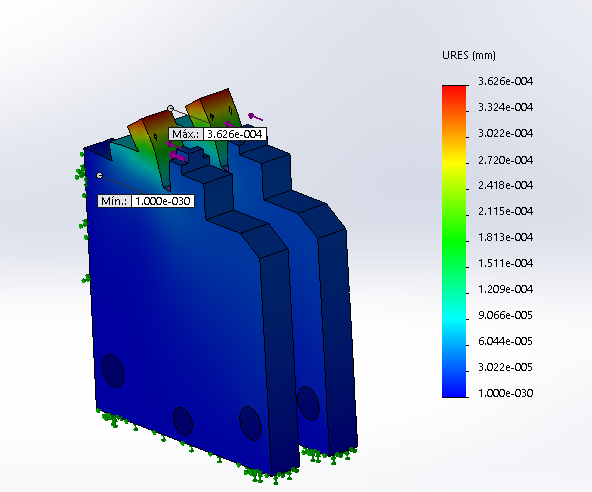 URES (mm)
3.626e-004
3.324e-004
3.022e-004
2.720e-004
2.418e-004
2.115e-004
1.813e-004
1.511e-004
1.209e-004
9.066e-005
6.044e-005
3.022e-005
1.000e-030
Máx.: 3.626e-004
Mín.: 1.000e-030